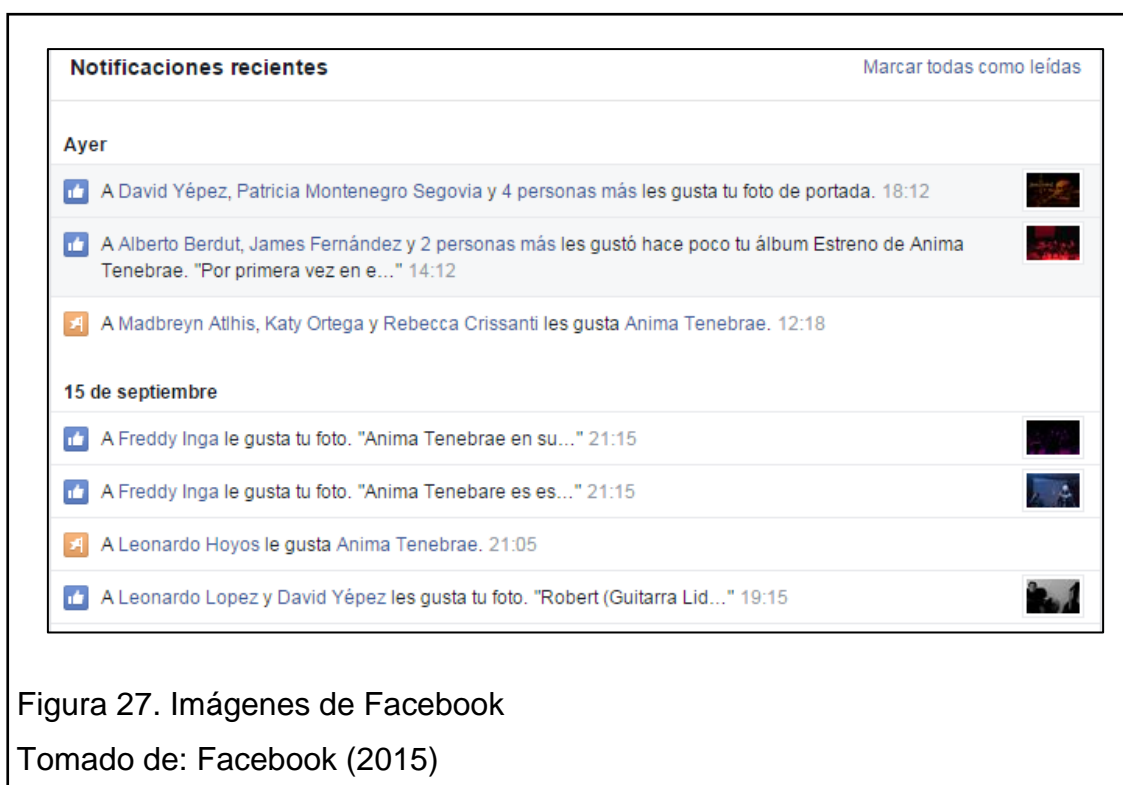 Notificaciones recientes
Marcar todas como leídas
Ayer
A David Yépez, Patricia Montenegro Segovia y 4 personas más les gusta tu foto de portada. 18:12
A Alberto Berdut, James Fernández y 2 personas más les gustó hace poco tu álbum Estreno de Anima
Tenebrae. "Por primera vez en e..." 14:12
A Madbreyn Atlhis, Katy Ortega y Rebecca Crissanti les gusta Anima Tenebrae. 12:18
15 de septiembre
A Freddy Inga le gusta tu foto. "Anima Tenebrae en su..." 21:15
A Freddy Inga le gusta tu foto. "Anima Tenebare es es..." 21:15
A Leonardo Hoyos le gusta Anima Tenebrae. 21:05
A Leonardo Lopez y David Yépez les gusta tu foto. "Robert (Guitarra Lid..." 19:15
Figura 27. Imágenes de Facebook
Tomado de: Facebook (2015)